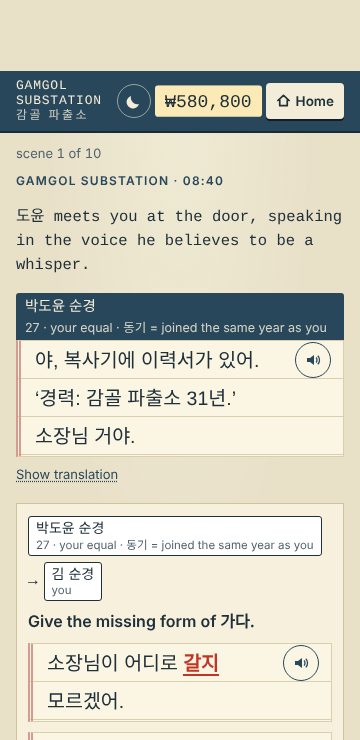 GAMGOL
SUBSTATION
감골 파출소
₩580,800
Home
scene 1 of 10
GAMGOL SUBSTATION · 08:40
도윤 meets you at the door, speaking
in the voice he believes to be a
whisper.
박도윤 순경
27 · your equal · 동기 = joined the same year as you
야, 복사기에 이력서가 있어.
‘경력: 감골 파출소 31년.’
소장님 거야.
Show translation
박도윤 순경
27 · your equal · 동기 = joined the same year as you
→ 김 순경
you
Give the missing form of 가다.
소장님이 어디로 갈지
모르겠어.